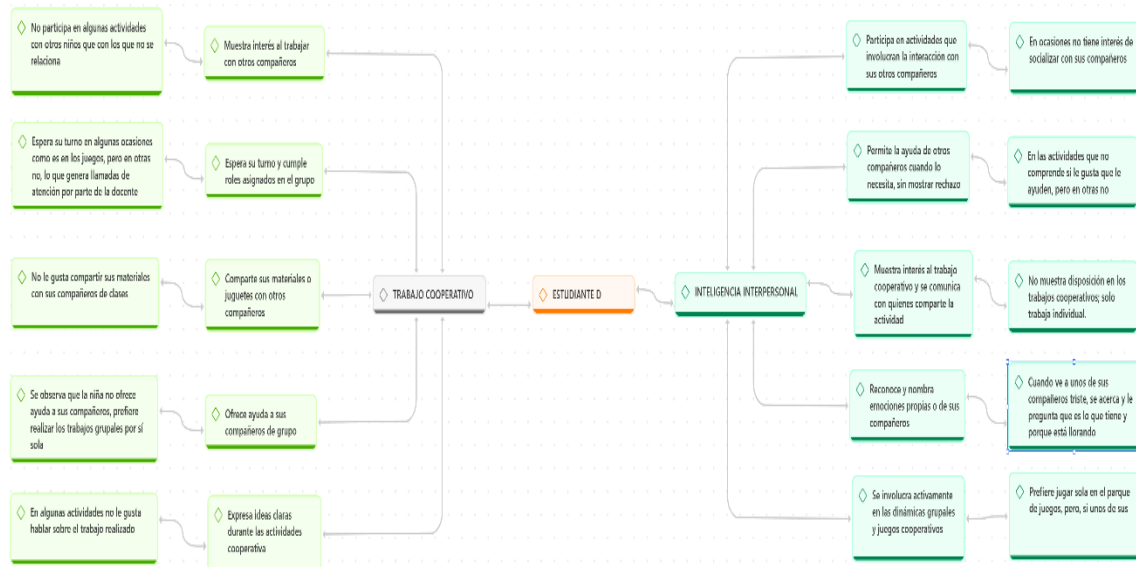 No participa en algunas actividades
con otros niños que con los que no se
relaciona
Muestra interés al trabajar
con otros compañeros
Espera su turno en algunas ocasiones
como es en los juegos, pero en otras
no, lo que genera llamadas de
atención por parte de la docente
Espera su turno y cumple
roles asignados en el grupo
No le gusta compartir sus materiales
con sus compañeros de clases
Comparte sus materiales o
juguetes con otros
compañeros
Se observa que la niña no ofrece
ayuda a sus compañeros, prefiere
realizar los trabajos grupales por sí
sola
Ofrece ayuda a sus
compañeros de grupo
En algunas actividades no le gusta
hablar sobre el trabajo realizado
Expresa ideas claras
durante las actividades
cooperativa
TRABAJO COOPERATIVO
ESTUDIANTE D
INTELIGENCIA INTERPERSONAL
Participa en actividades que
involucran la interacción con
sus otros compañeros
En ocasiones no tiene interés de
socializar con sus compañeros
Permite la ayuda de otros
compañeros cuando lo
necesita, sin mostrar rechazo
En las actividades que no
comprende si le gusta que le
ayuden, pero en otras no
Muestra interés al trabajo
cooperativo y se comunica
con quienes comparte la
actividad
No muestra disposición en los
trabajos cooperativos; solo
trabaja individual.
Reconoce y nombra
emociones propias o de sus
compañeros
Cuando ve a unos de sus
compañeros triste, se acerca y le
pregunta que es lo que tiene y
porque está llorando
Se involucra activamente
en las dinámicas grupales
y juegos cooperativos
Prefiere jugar sola en el parque
de juegos, pero, si unos de sus